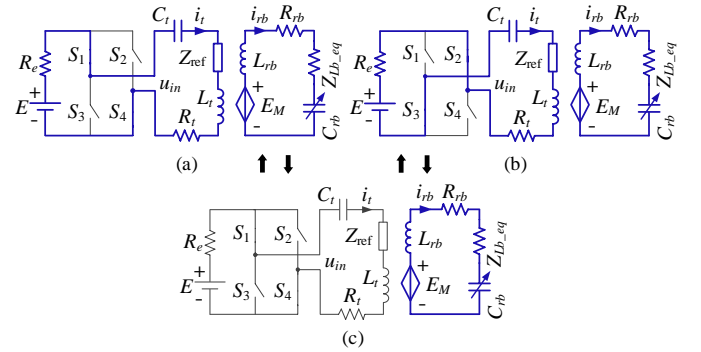 C_t i_t i_rb R_rb
R_e S_1 S_2 Z_ref L_rb Z_Lb_eq
+ u_in L_t +
E - S_3 S_4 R_t E_M - C_rb
(a)
C_t i_t i_rb R_rb
R_e S_1 S_2 Z_ref L_rb Z_Lb_eq
+ u_in L_t +
E - S_3 S_4 R_t E_M - C_rb
(b)
C_t i_t i_rb R_rb
R_e S_1 S_2 Z_ref L_rb Z_Lb_eq
+ u_in L_t +
E - S_3 S_4 R_t E_M - C_rb
(c)